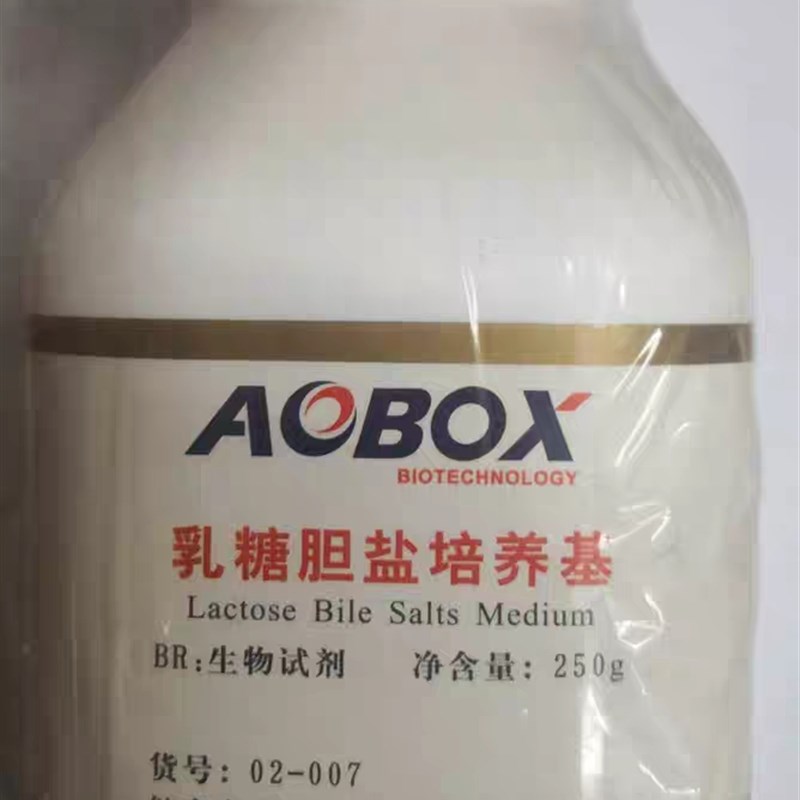 AOBOX
BIOTECHNOLOGY
乳糖胆盐培养基
Lactose Bile Salts Medium
BR:生物试剂 净含量: 250g
货号: 02-007